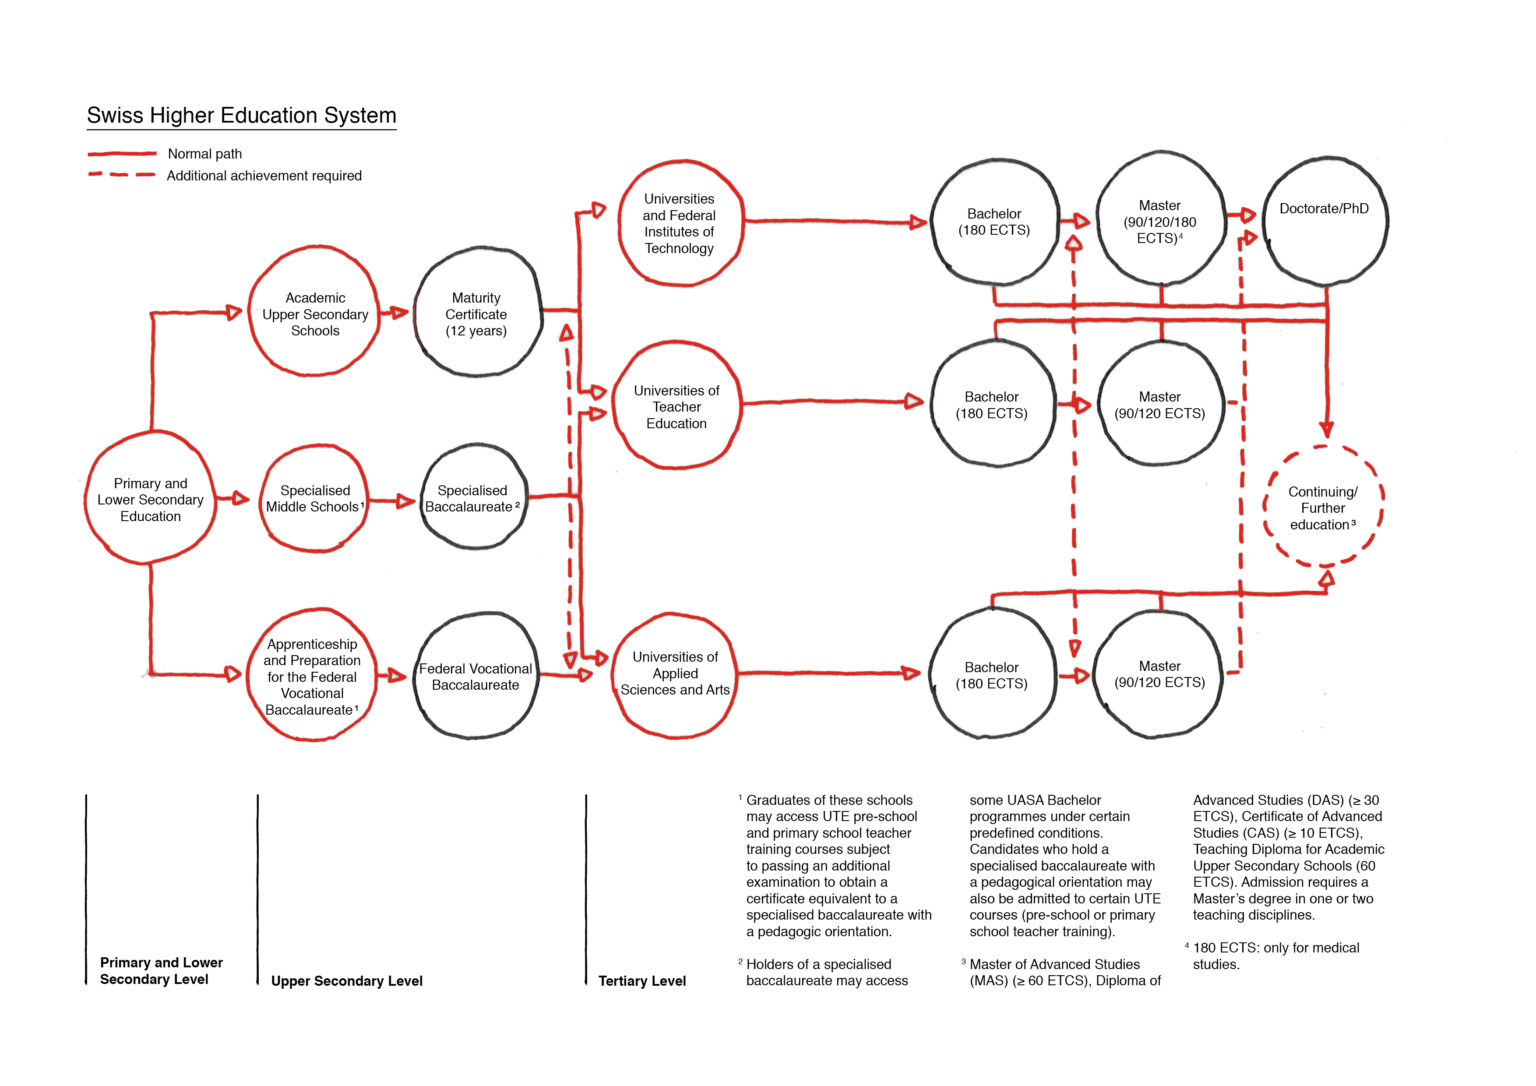 Swiss Higher Education System
Normal path
Additional achievement required
Universities
and Federal
Institutes of
Technology
Bachelor
(180 ECTS)
Master
(90/120/180
ECTS)⁴
Doctorate/PhD
Academic
Upper Secondary
Schools
Maturity
Certificate
(12 years)
Universities of
Teacher
Education
Bachelor
(180 ECTS)
Master
(90/120 ECTS)
Primary and
Lower Secondary
Education
Specialised
Middle Schools¹
Specialised
Baccalaureate²
Continuing/
Further
education³
Apprenticeship
and Preparation
for the Federal
Vocational
Baccalaureate¹
Federal Vocational
Baccalaureate
Universities of
Applied
Sciences and Arts
Bachelor
(180 ECTS)
Master
(90/120 ECTS)
Primary and Lower
Secondary Level
Upper Secondary Level
Tertiary Level
¹ Graduates of these schools
may access UTE pre-school
and primary school teacher
training courses subject
to passing an additional
examination to obtain a
certificate equivalent to a
specialised baccalaureate with
a pedagogic orientation.
² Holders of a specialised
baccalaureate may access
some UASA Bachelor
programmes under certain
predefined conditions.
Candidates who hold a
specialised baccalaureate with
a pedagogical orientation may
also be admitted to certain UTE
courses (pre-school or primary
school teacher training).
³ Master of Advanced Studies
(MAS) (≥ 60 ETCS), Diploma of
Advanced Studies (DAS) (≥ 30
ETCS), Certificate of Advanced
Studies (CAS) (≥ 10 ETCS),
Teaching Diploma for Academic
Upper Secondary Schools (60
ETCS). Admission requires a
Master's degree in one or two
teaching disciplines.
⁴ 180 ECTS: only for medical
studies.